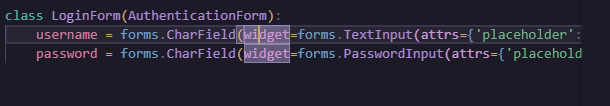 class LoginForm(AuthenticationForm):
    username = forms.CharField(widget=forms.TextInput(attrs={'placeholder':
    password = forms.CharField(widget=forms.PasswordInput(attrs={'placehold